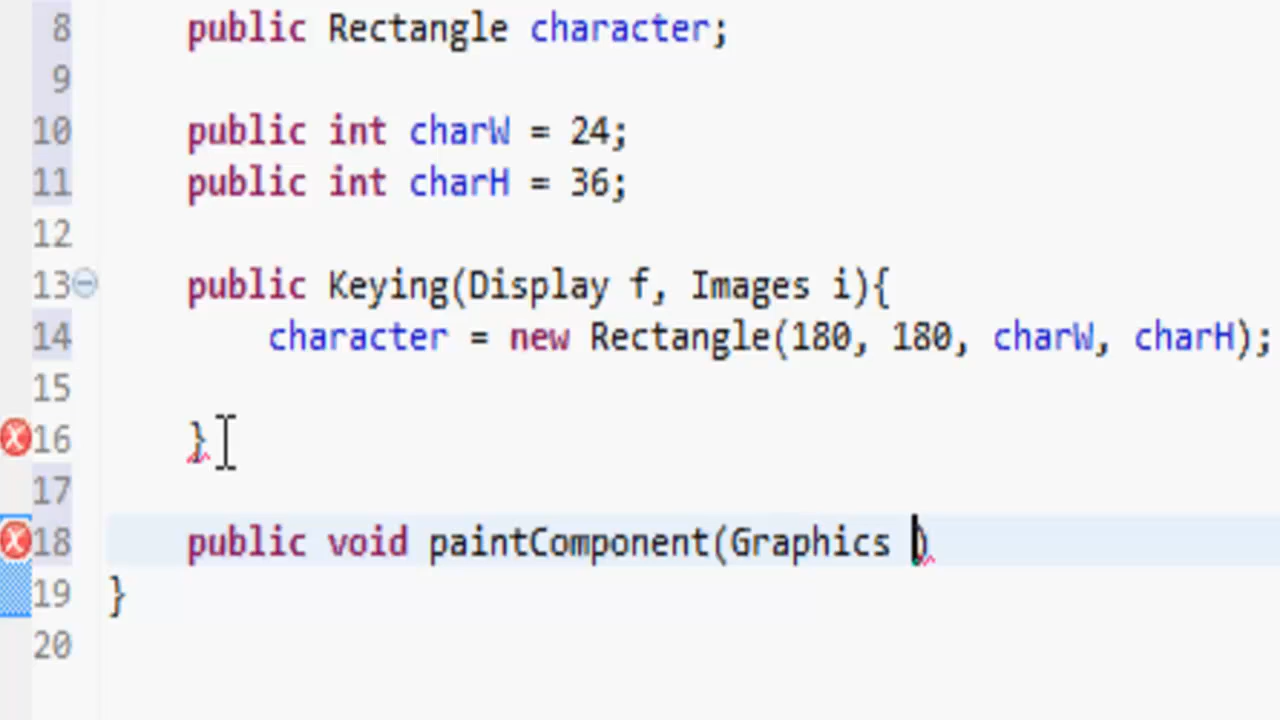 8 public Rectangle character;
9
10 public int charW = 24;
11 public int charH = 36;
12
13 public Keying(Display f, Images i){
14 character = new Rectangle(180, 180, charW, charH);
15
16 }
17
18 public void paintComponent(Graphics )
19 }
20